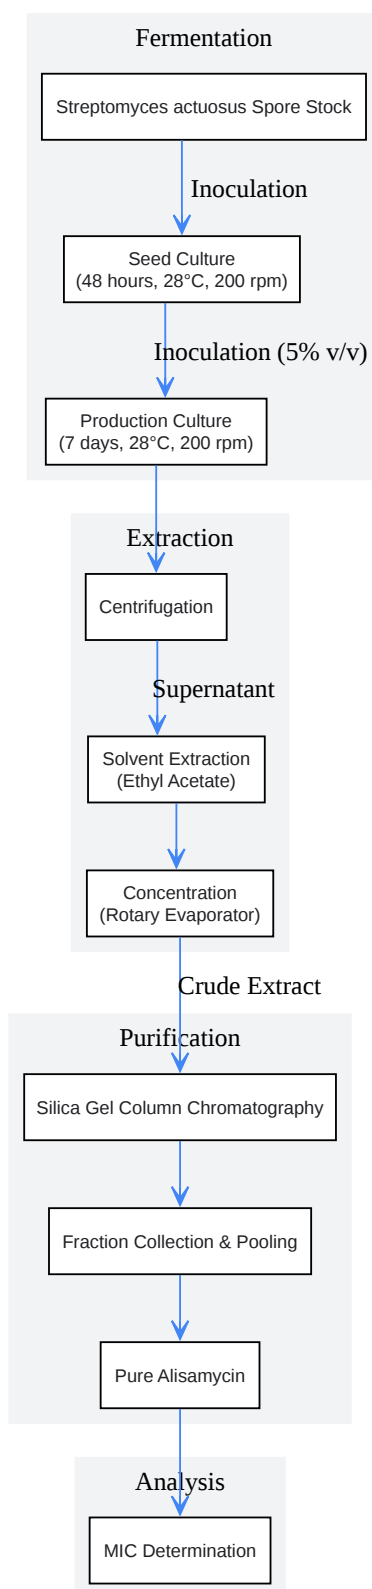 Fermentation
Streptomyces actuosus Spore Stock
Inoculation
Seed Culture
(48 hours, 28°C, 200 rpm)
Inoculation (5% v/v)
Production Culture
(7 days, 28°C, 200 rpm)
Extraction
Centrifugation
Supernatant
Solvent Extraction
(Ethyl Acetate)
Concentration
(Rotary Evaporator)
Crude Extract
Purification
Silica Gel Column Chromatography
Fraction Collection & Pooling
Pure Alisamycin
Analysis
MIC Determination